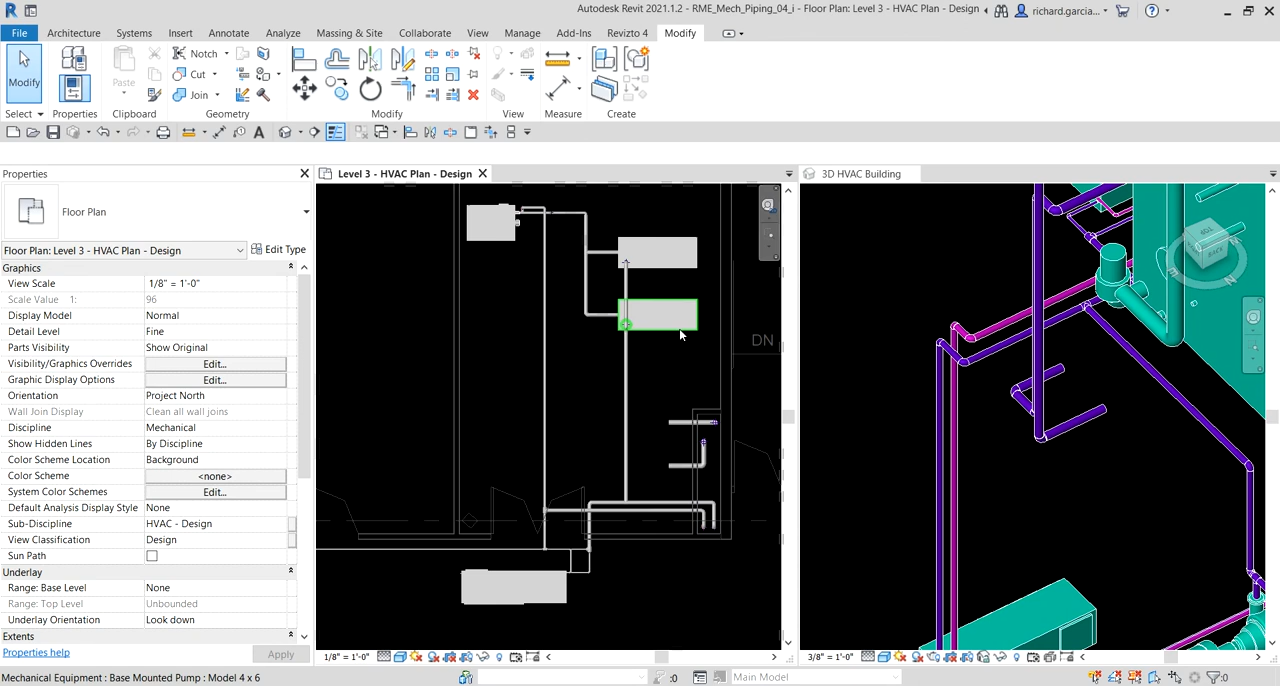 Autodesk Revit 2021.1.2 - RME_Mech_Piping_04_i - Floor Plan: Level 3 - HVAC Plan - Design
richard.garcia...
File Architecture Systems Insert Annotate Analyze Massing & Site Collaborate View Manage Add-Ins Revizto 4 Modify
Modify
Paste
Notch
Cut
Join
Select Properties Clipboard Geometry Modify View Measure Create
Properties
Floor Plan
Floor Plan: Level 3 - HVAC Plan - Design
Edit Type
Graphics
View Scale 1/8" = 1'-0"
Scale Value 1: 96
Display Model Normal
Detail Level Fine
Parts Visibility Show Original
Visibility/Graphics Overrides Edit...
Graphic Display Options Edit...
Orientation Project North
Wall Join Display Clean all wall joins
Discipline Mechanical
Show Hidden Lines By Discipline
Color Scheme Location Background
Color Scheme <none>
System Color Schemes Edit...
Default Analysis Display Style None
Sub-Discipline HVAC - Design
View Classification Design
Sun Path
Underlay
Range: Base Level None
Range: Top Level Unbounded
Underlay Orientation Look down
Extents
Properties help
Apply
Level 3 - HVAC Plan - Design
DN
1/8" = 1'-0"
3D HVAC Building
TOP
BACK
3/8" = 1'-0"
Mechanical Equipment : Base Mounted Pump : Model 4 x 6
:0
Main Model
:0